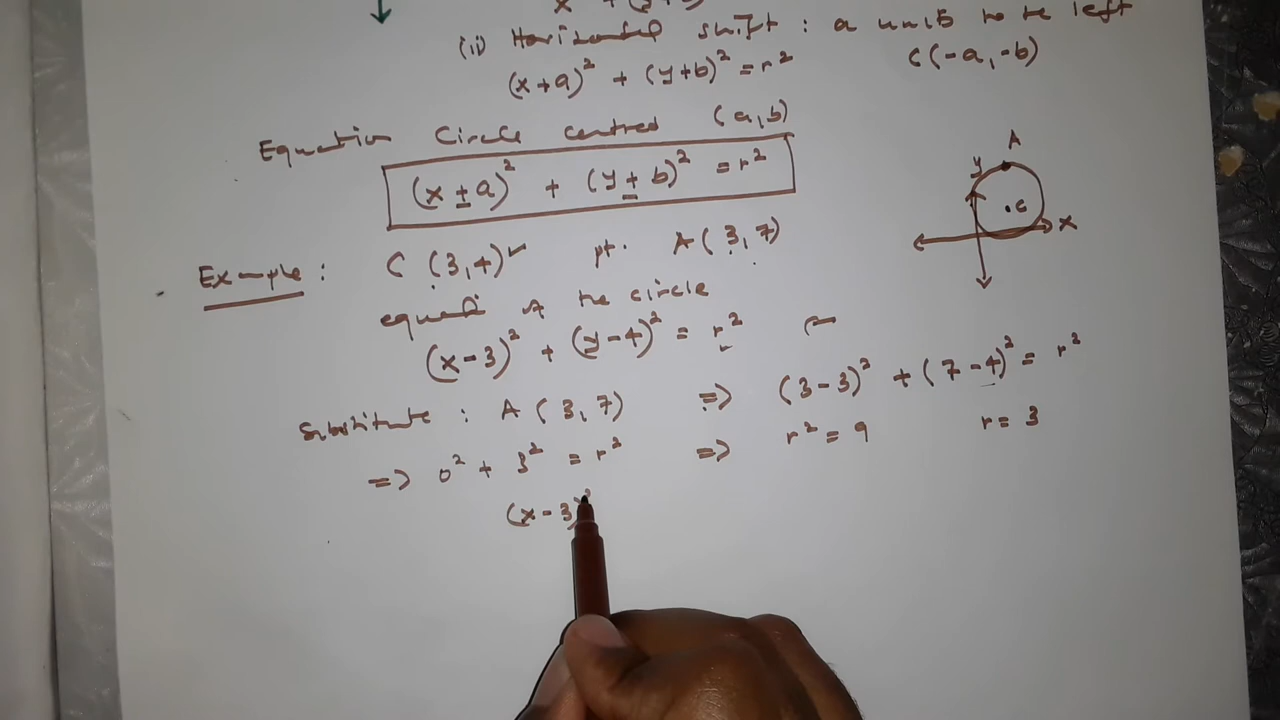 (ii) Horizontal shift : a units to the left
(x+a)² + (y+b)² = r² C(-a,-b)
Equation Circle centred (a,b)
(x ± a)² + (y ± b)² = r²
A
y
C
x
Example : C (3,4) ✓ pt. A(3,7)
the circle
(x-3)² + (y-4)² = r²
Substitute : A (3,7) => (3-3)² + (7-4)² = r²
=> 0² + 3² = r² => r² = 9 r = 3
(x-3)²